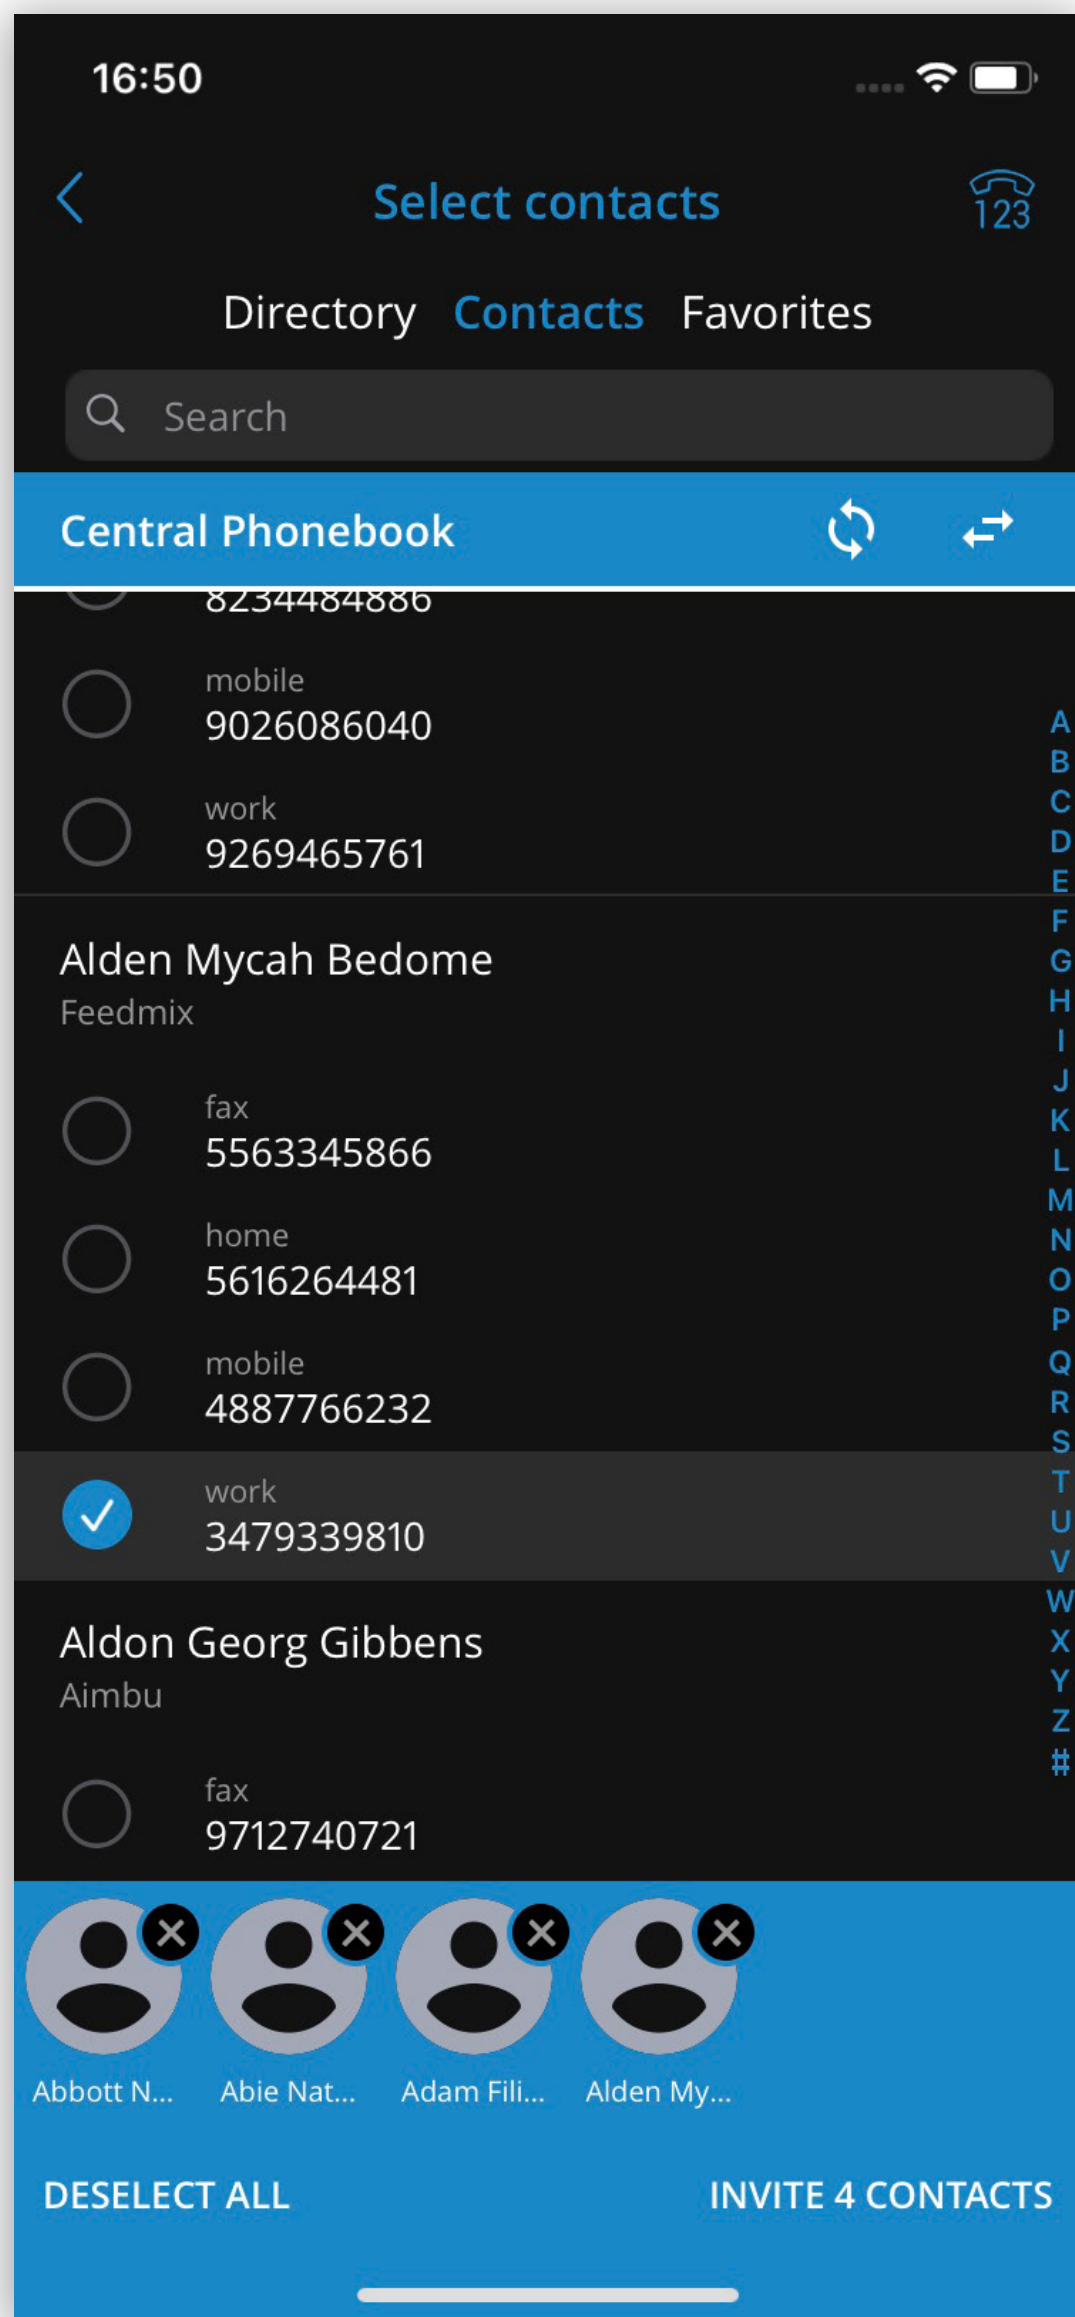 16:50
Select contacts
123
Directory Contacts Favorites
Search
Central Phonebook
8234484886
mobile
9026086040
work
9269465761
Alden Mycah Bedome
Feedmix
fax
5563345866
home
5616264481
mobile
4887766232
work
3479339810
Aldon Georg Gibbens
Aimbu
fax
9712740721
A
B
C
D
E
F
G
H
I
J
K
L
M
N
O
P
Q
R
S
T
U
V
W
X
Y
Z
#
Abbott N... Abie Nat... Adam Fili... Alden My...
DESELECT ALL INVITE 4 CONTACTS